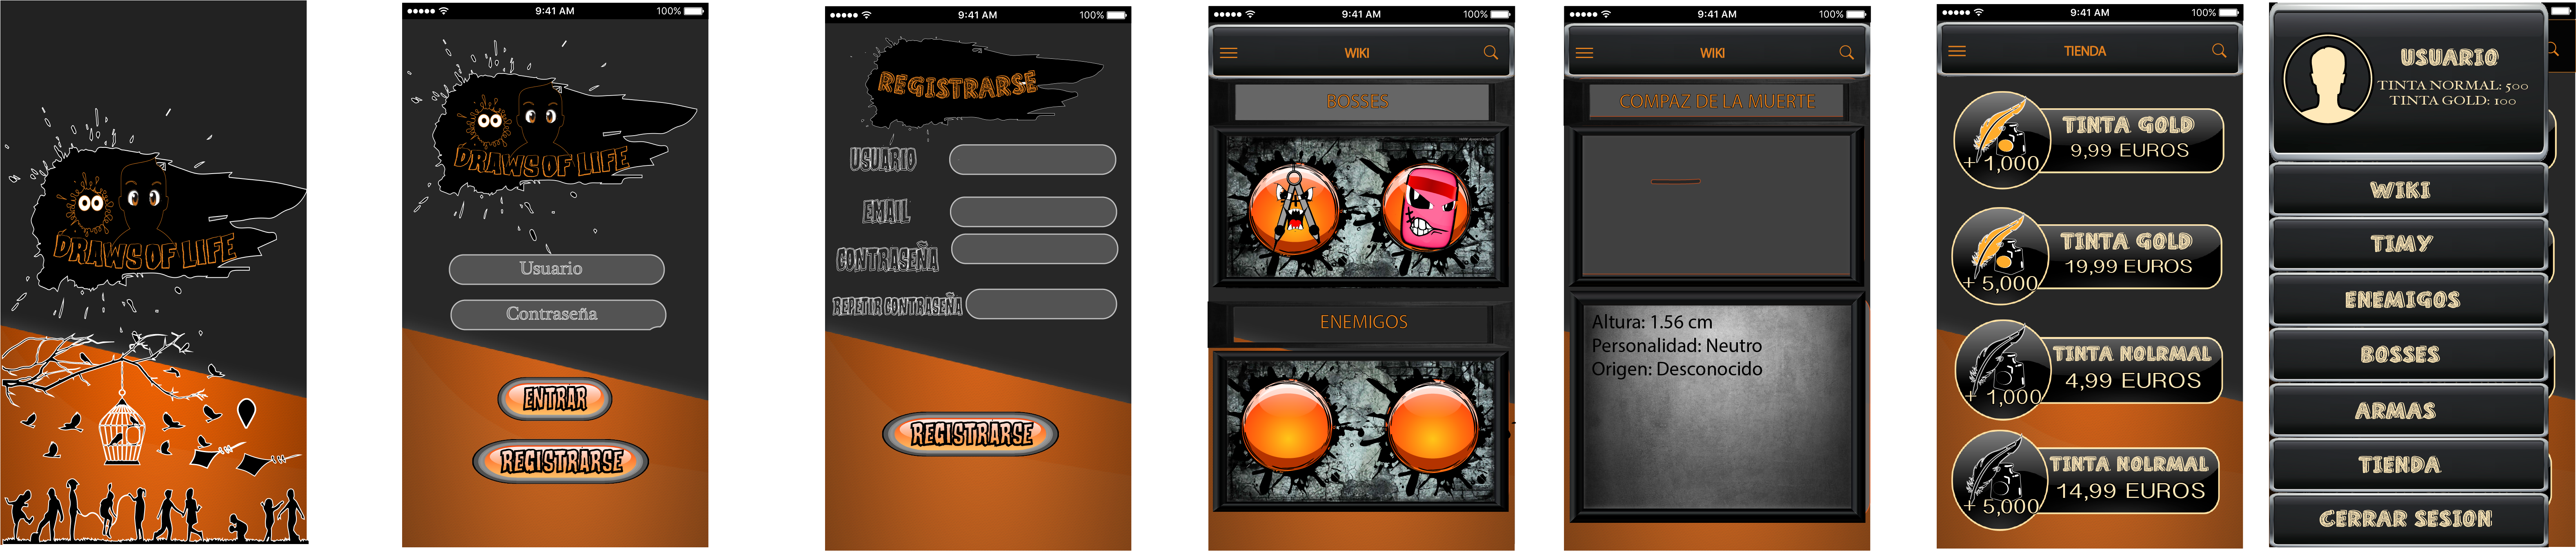 DRAWS OF LIFE
9:41 AM
100%
DRAWS OF LIFE
Usuario
Contraseña
ENTRAR
REGISTRARSE
9:41 AM
100%
REGISTRARSE
USUARIO
EMAIL
CONTRASEÑA
REPETIR CONTRASEÑA
REGISTRARSE
9:41 AM
100%
WIKI
BOSSES
ENEMIGOS
9:41 AM
100%
WIKI
COMPAZ DE LA MUERTE
Altura: 1.56 cm
Personalidad: Neutro
Origen: Desconocido
9:41 AM
100%
TIENDA
TINTA GOLD
9,99 EUROS
+ 1,000
TINTA GOLD
19,99 EUROS
+ 5,000
TINTA NOLRMAL
4,99 EUROS
+ 1,000
TINTA NOLRMAL
14,99 EUROS
+ 5,000
USUARIO
TINTA NORMAL: 500
TINTA GOLD: 100
WIKI
TIMY
ENEMIGOS
BOSSES
ARMAS
TIENDA
CERRAR SESION